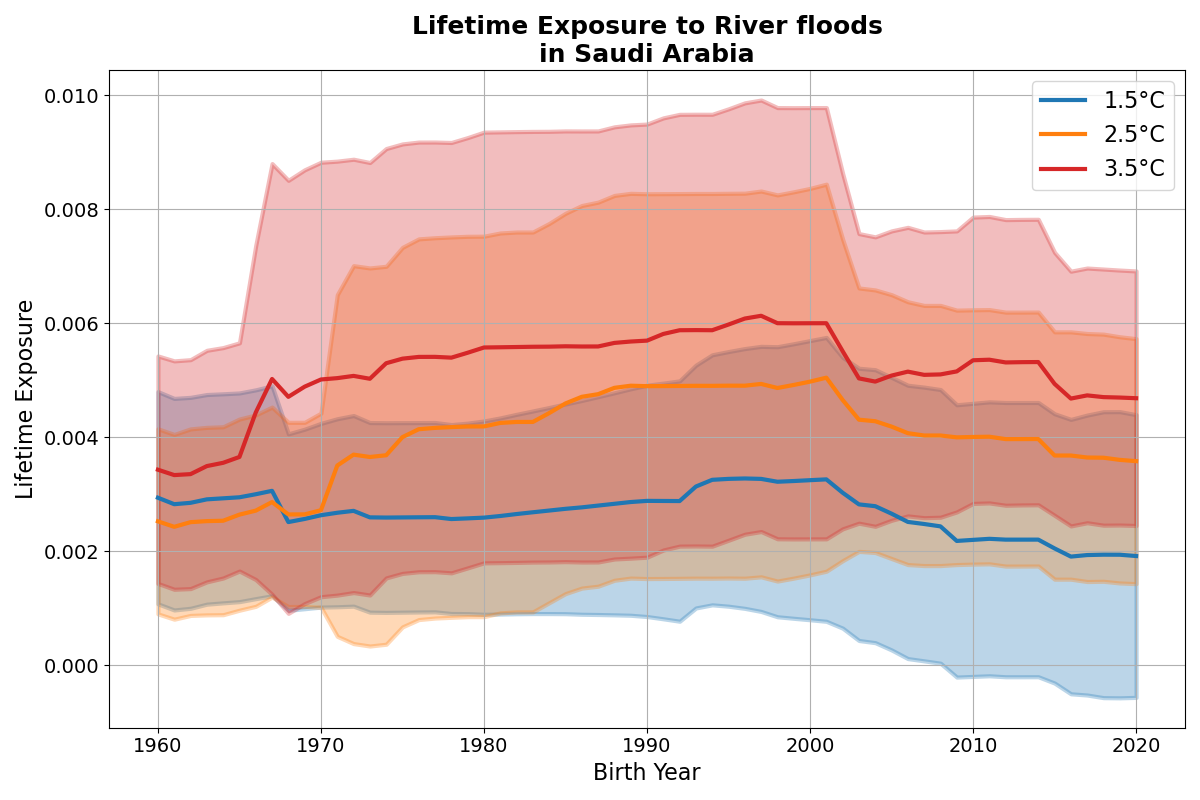 Lifetime Exposure to River floods
in Saudi Arabia
1.5°C
2.5°C
3.5°C
Lifetime Exposure
0.010
0.008
0.006
0.004
0.002
0.000
1960 1970 1980 1990 2000 2010 2020
Birth Year